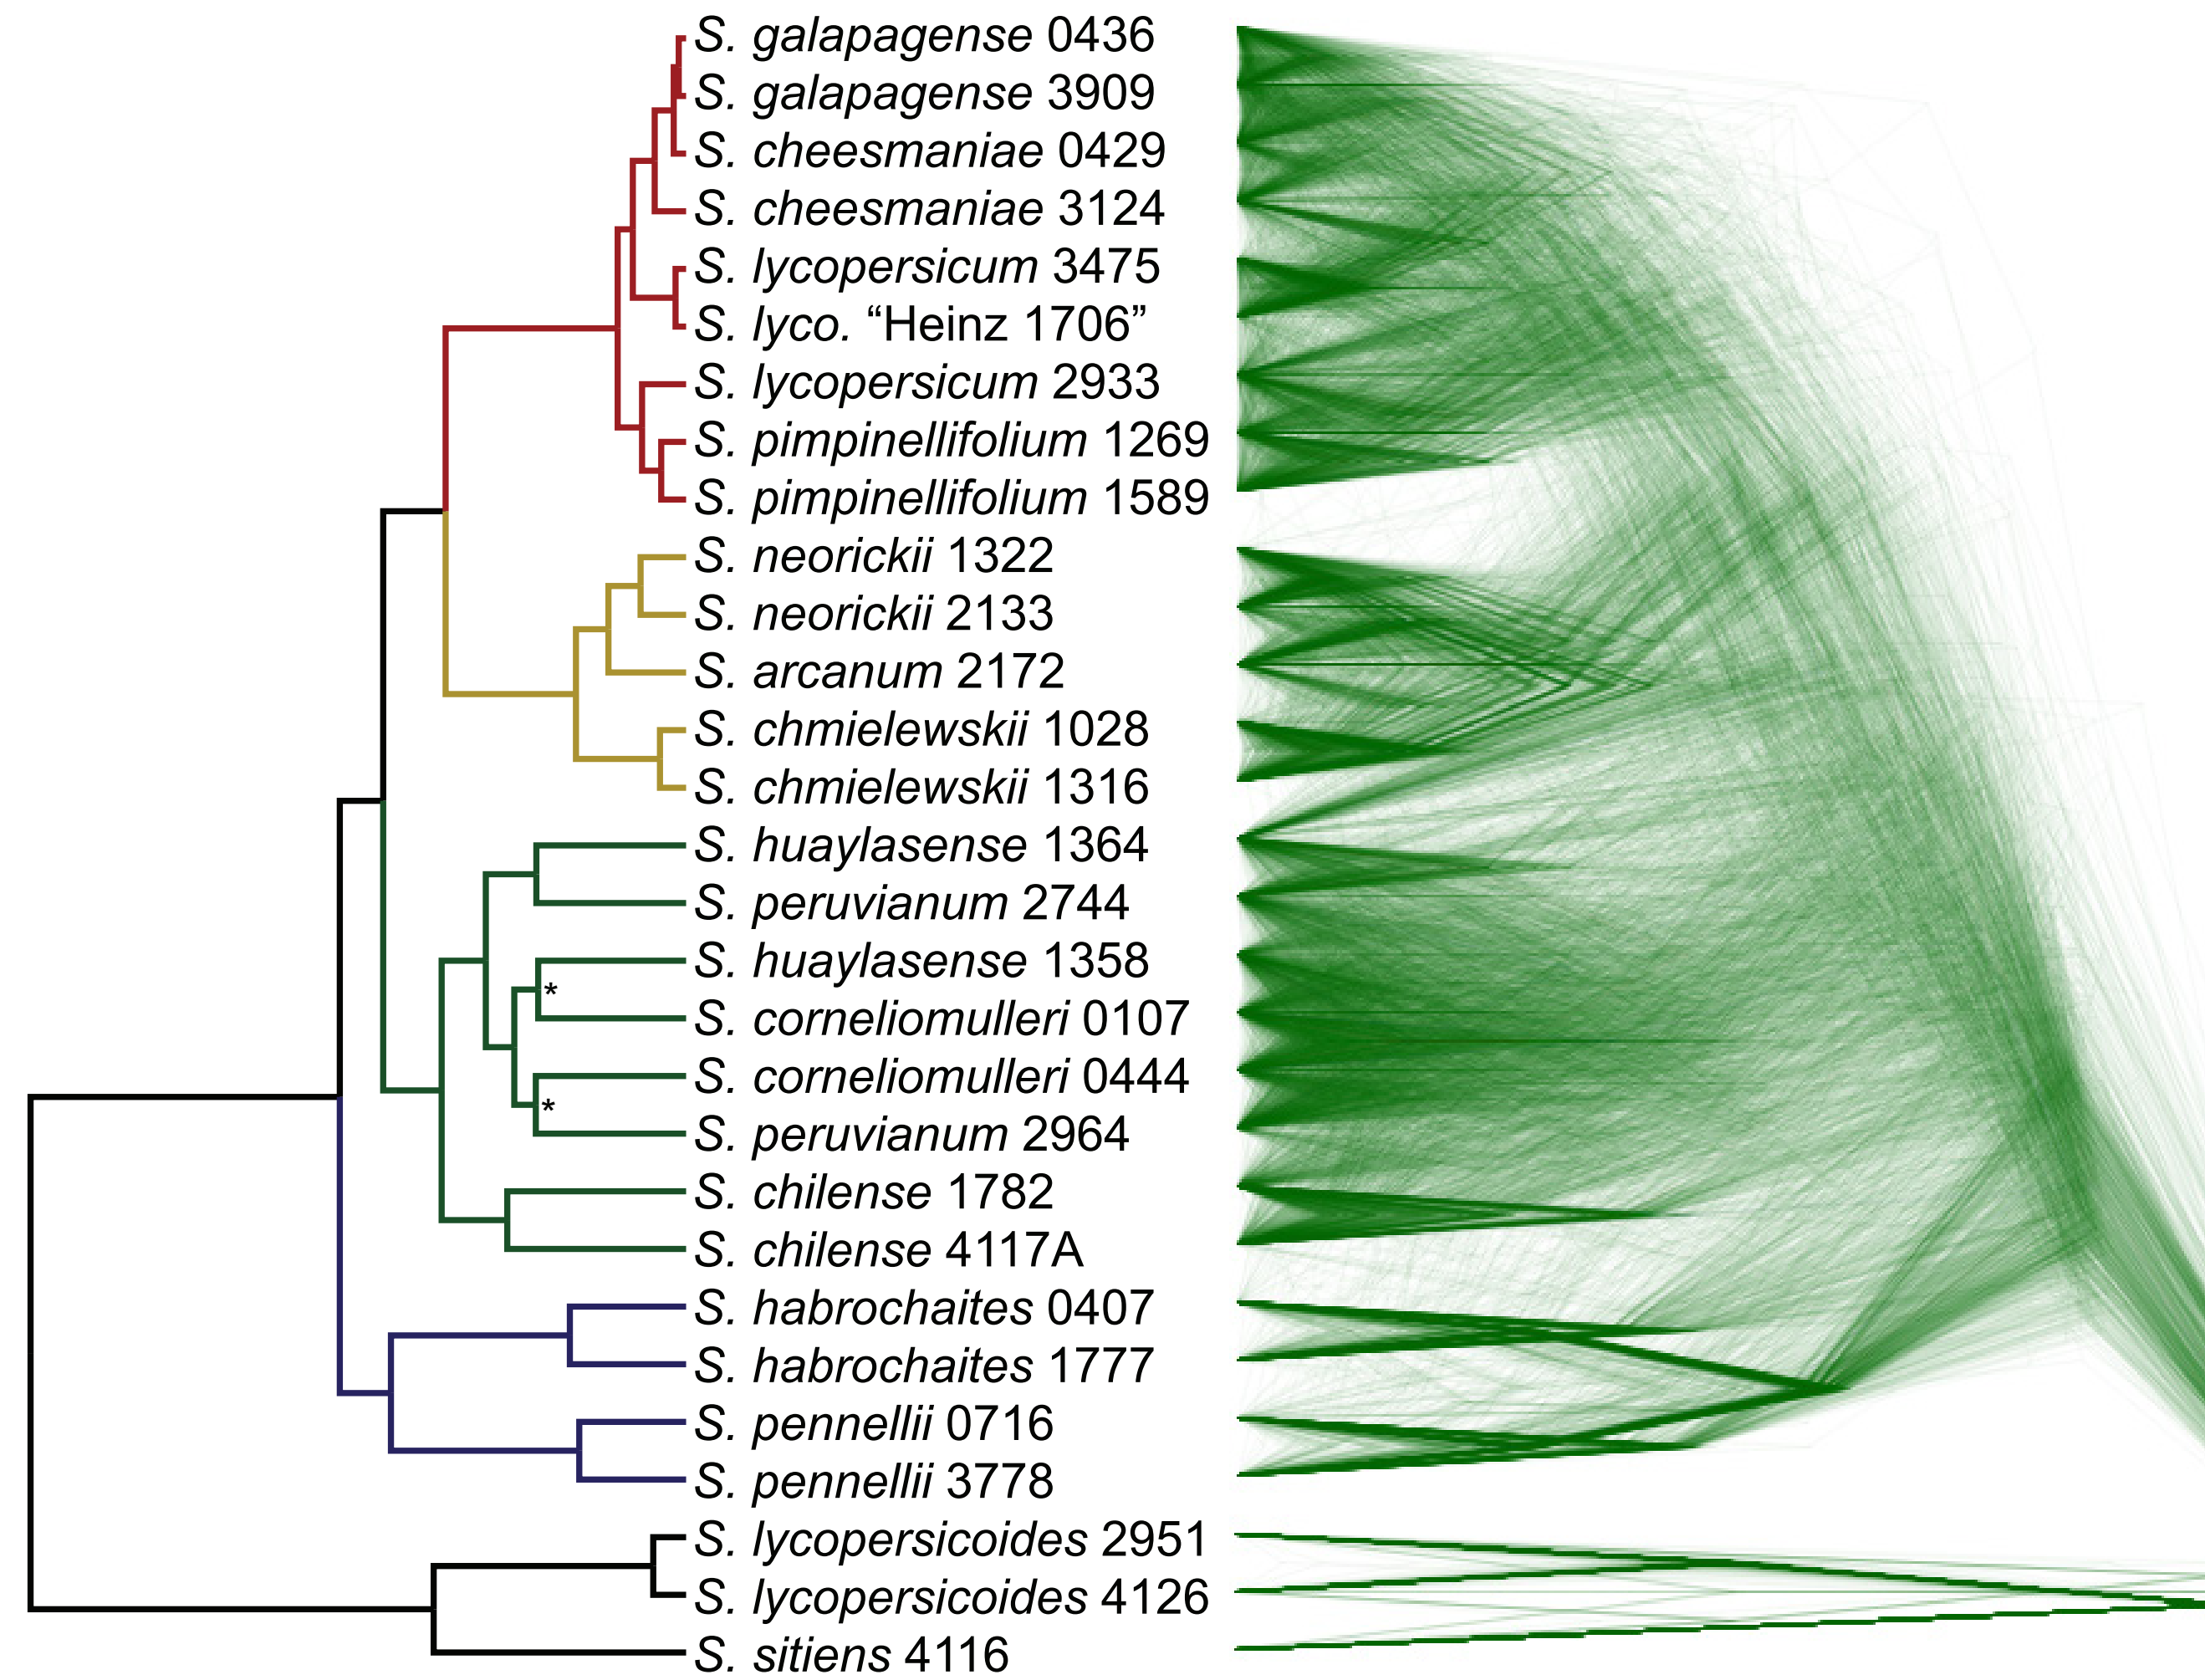 S. galapagense 0436
S. galapagense 3909
S. cheesmaniae 0429
S. cheesmaniae 3124
S. lycopersicum 3475
S. lyco. “Heinz 1706”
S. lycopersicum 2933
S. pimpinellifolium 1269
S. pimpinellifolium 1589
S. neorickii 1322
S. neorickii 2133
S. arcanum 2172
S. chmielewskii 1028
S. chmielewskii 1316
S. huaylasense 1364
S. peruvianum 2744
S. huaylasense 1358
*
S. corneliomulleri 0107
S. corneliomulleri 0444
*
S. peruvianum 2964
S. chilense 1782
S. chilense 4117A
S. habrochaites 0407
S. habrochaites 1777
S. pennellii 0716
S. pennellii 3778
S. lycopersicoides 2951
S. lycopersicoides 4126
S. sitiens 4116